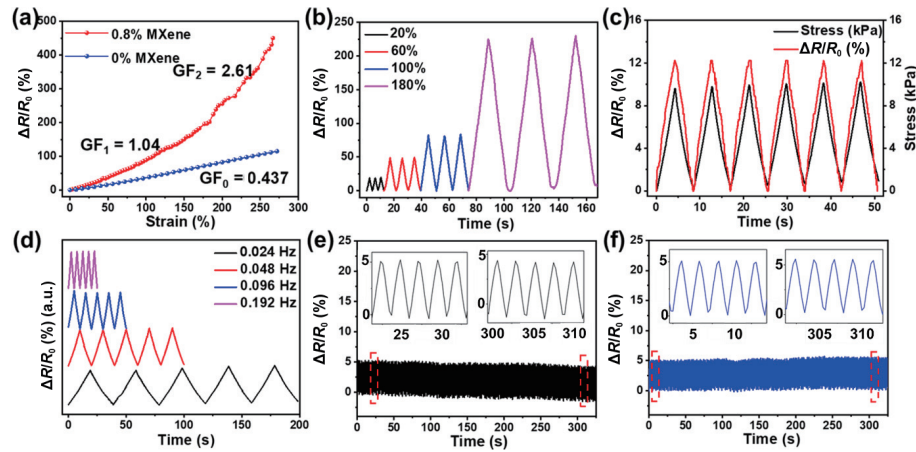 (a)
500
400
300
200
100
0
ΔR/R0 (%)
0.8% MXene
0% MXene
GF2 = 2.61
GF1 = 1.04
GF0 = 0.437
0 50 100 150 200 250 300
Strain (%)
(b)
250
200
150
100
50
0
ΔR/R0 (%)
20%
60%
100%
180%
0 20 40 60 80 100 120 140 160
Time (s)
(c)
16
12
8
4
0
ΔR/R0 (%)
Stress (kPa)
ΔR/R0 (%)
16
12
8
4
0
Stress (kPa)
0 10 20 30 40 50
Time (s)
(d)
ΔR/R0 (%) (a.u.)
0.024 Hz
0.048 Hz
0.096 Hz
0.192 Hz
0 50 100 150 200
Time (s)
(e)
25
20
15
10
5
0
ΔR/R0 (%)
5
0
25 30
5
0
300 305 310
0 50 100 150 200 250 300
Time (s)
(f)
25
20
15
10
5
0
ΔR/R0 (%)
5
0
5 10
5
0
305 310
0 50 100 150 200 250 300
Time (s)